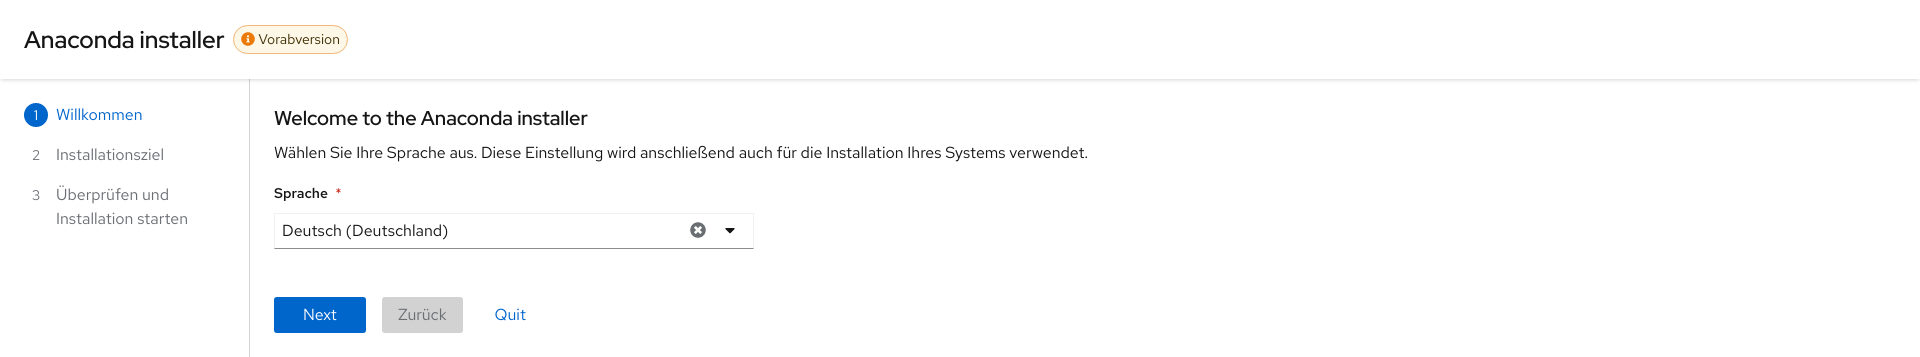 Anaconda installer
Vorabversion
1 Willkommen
2 Installationsziel
3 Überprüfen und
Installation starten
Welcome to the Anaconda installer
Wählen Sie Ihre Sprache aus. Diese Einstellung wird anschließend auch für die Installation Ihres Systems verwendet.
Sprache *
Deutsch (Deutschland)
Next Zurück Quit